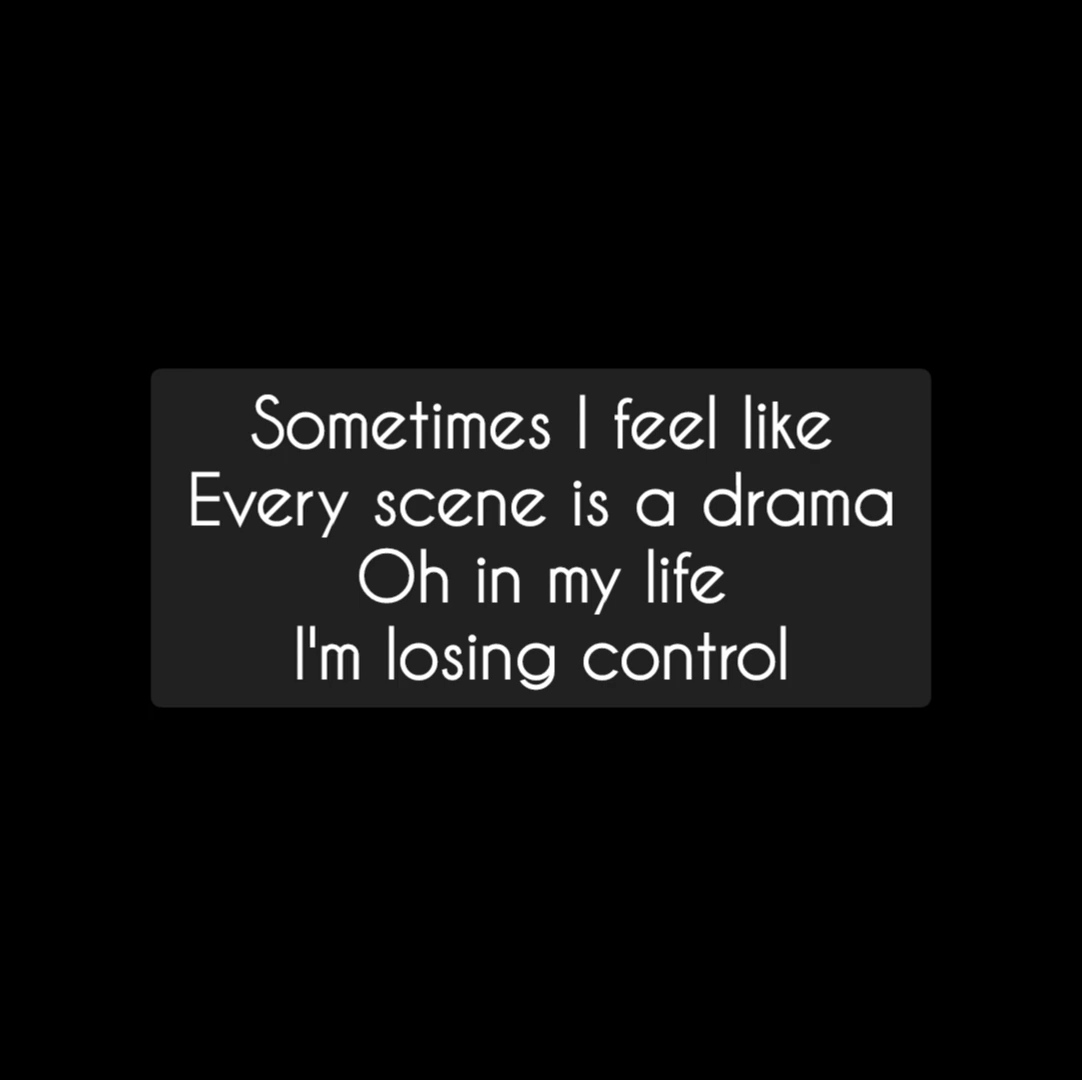 Sometimes I feel like
Every scene is a drama
Oh in my life
I'm losing control